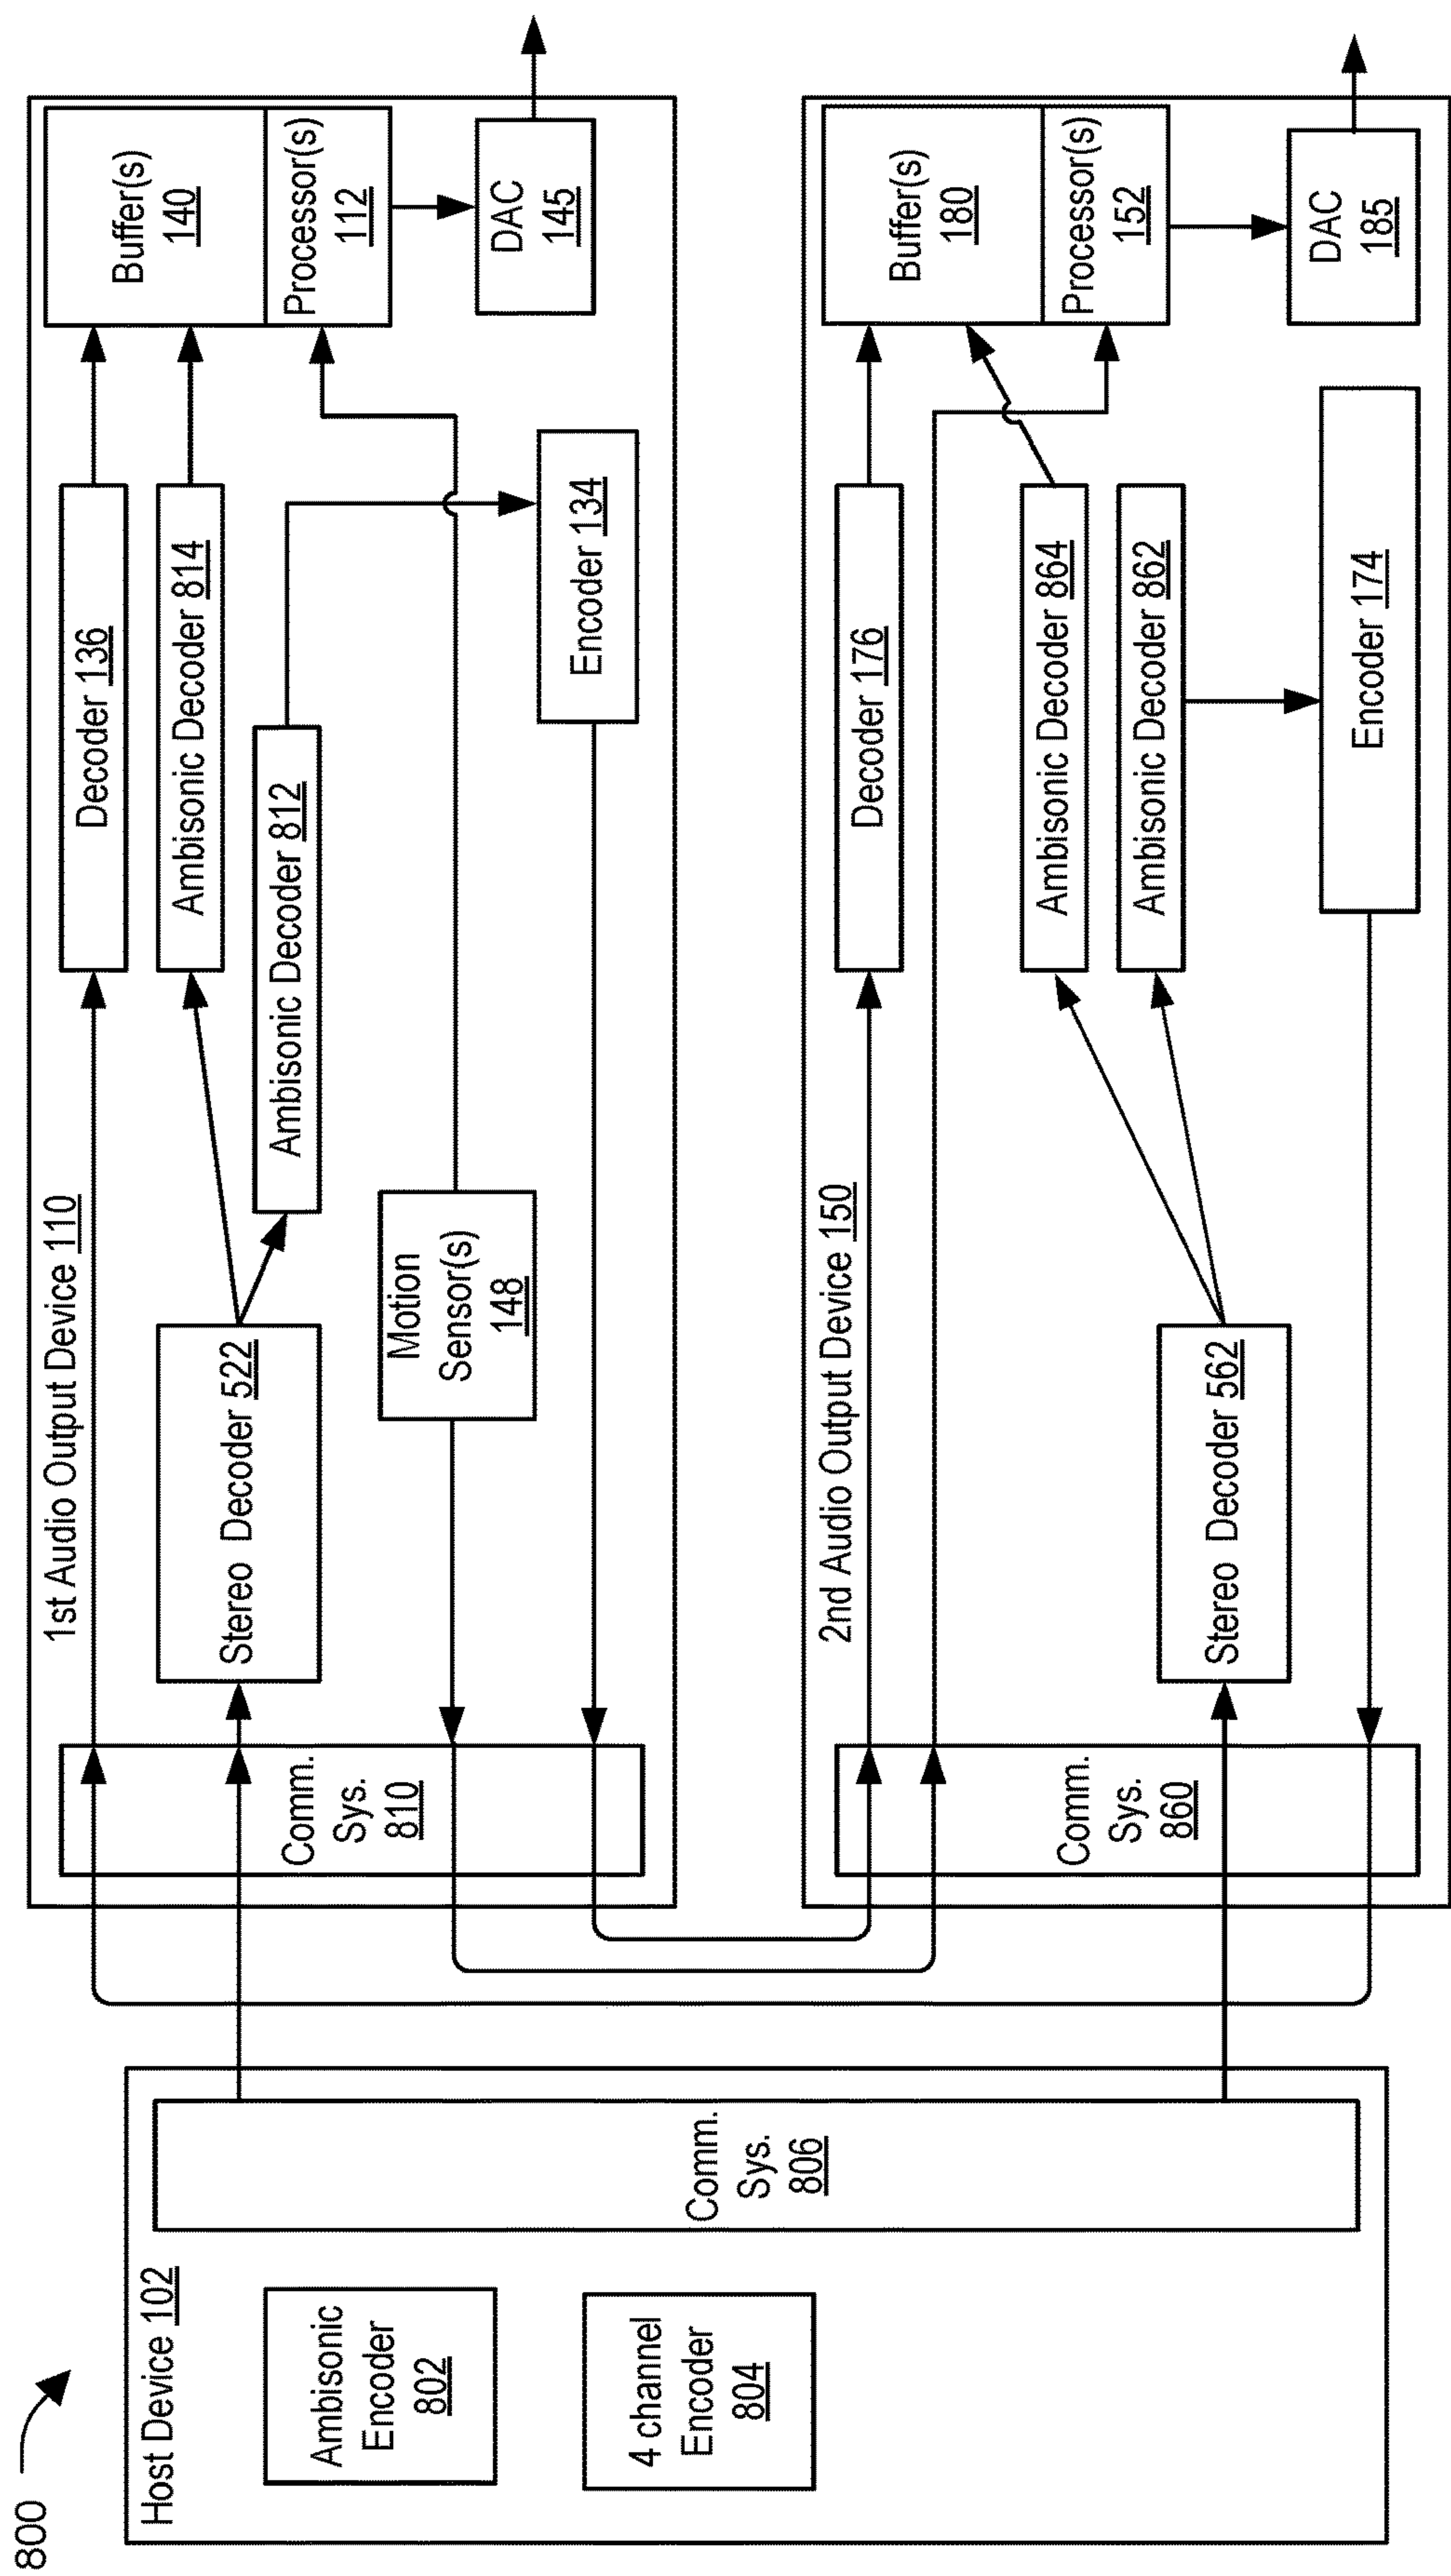 800
Host Device 102
Ambisonic
Encoder
802
4 channel
Encoder
804
Comm.
Sys.
806
1st Audio Output Device 110
Comm.
Sys.
810
Stereo Decoder 522
Motion
Sensor(s)
148
Decoder 136
Ambisonic Decoder 814
Ambisonic Decoder 812
Encoder 134
Buffer(s)
140
Processor(s)
112
DAC
145
2nd Audio Output Device 150
Comm.
Sys.
860
Stereo Decoder 562
Decoder 176
Ambisonic Decoder 864
Ambisonic Decoder 862
Encoder 174
Buffer(s)
180
Processor(s)
152
DAC
185